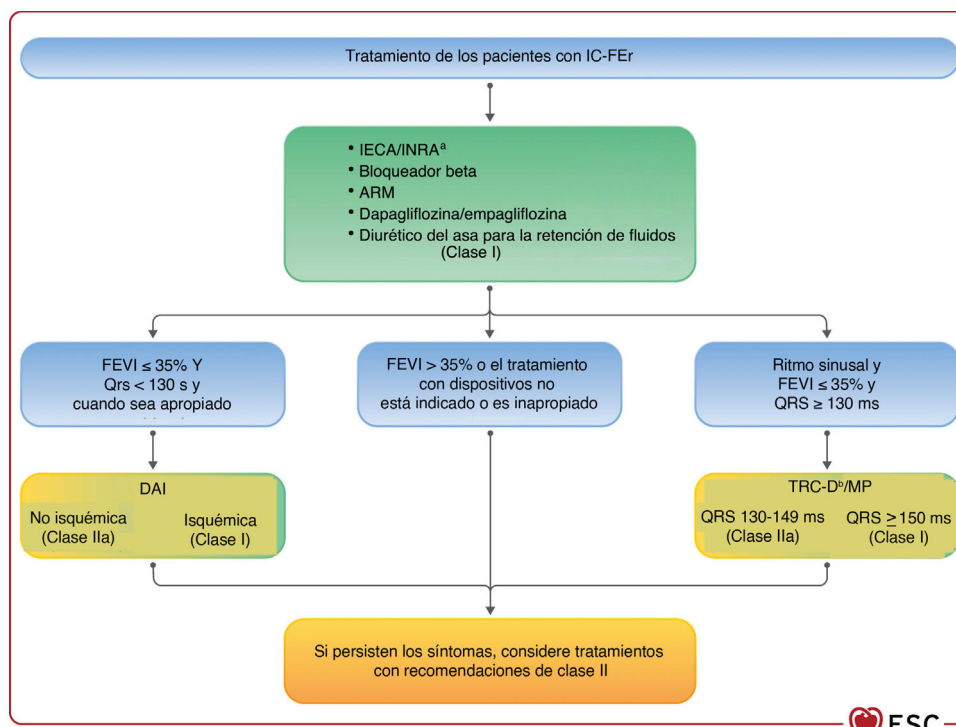 Tratamiento de los pacientes con IC-FEr
• IECA/INRAª
• Bloqueador beta
• ARM
• Dapagliflozina/empagliflozina
• Diurético del asa para la retención de fluidos
(Clase I)
FEVI ≤ 35% Y
Qrs < 130 s y
cuando sea apropiado
FEVI > 35% o el tratamiento
con dispositivos no
está indicado o es inapropiado
Ritmo sinusal y
FEVI ≤ 35% y
QRS ≥ 130 ms
DAI
No isquémica
(Clase IIa)
Isquémica
(Clase I)
TRC-Dᵇ/MP
QRS 130-149 ms
(Clase IIa)
QRS ≥ 150 ms
(Clase I)
Si persisten los síntomas, considere tratamientos
con recomendaciones de clase II
ESC